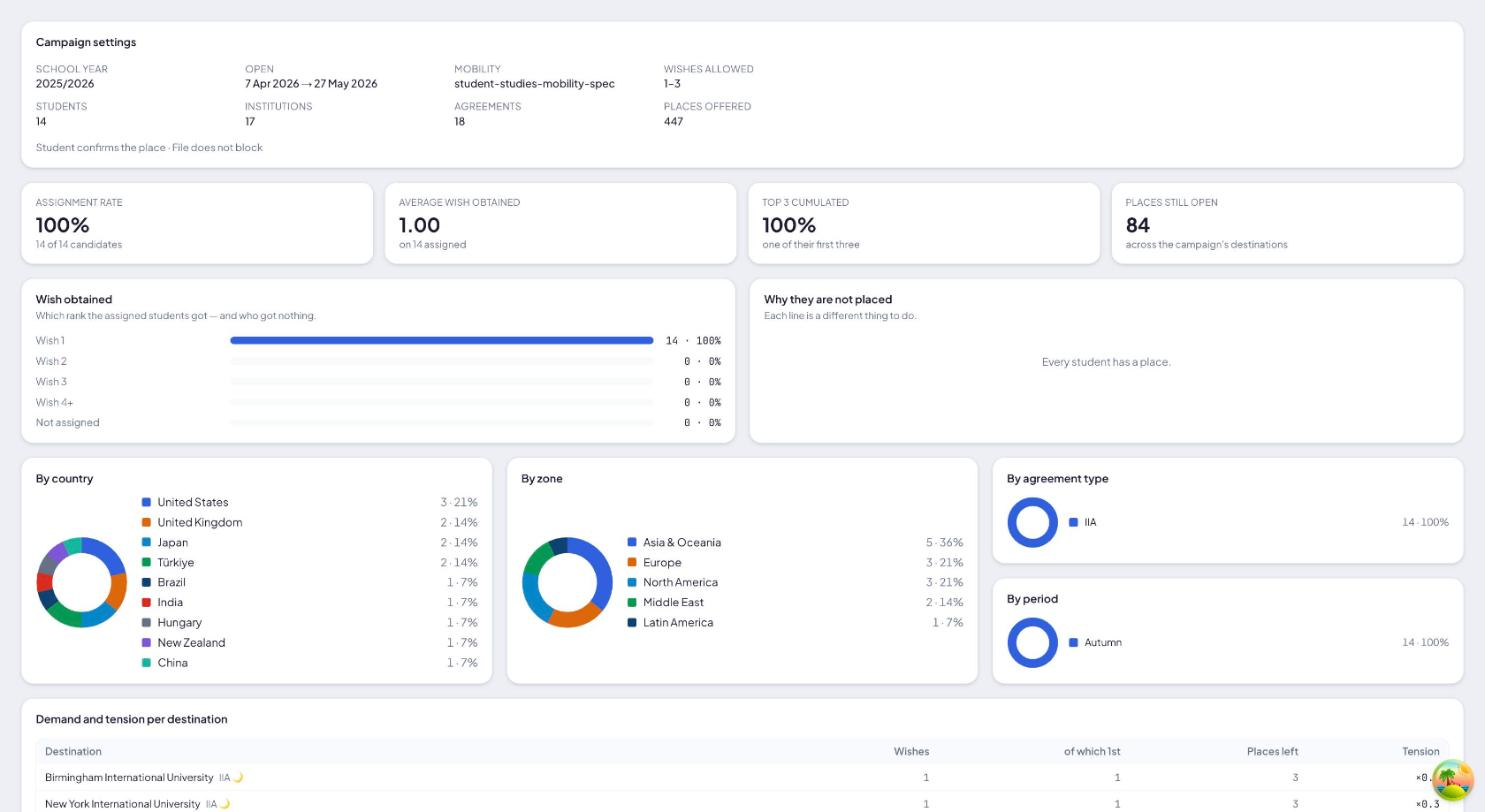 Campaign settings
SCHOOL YEAR OPEN MOBILITY WISHES ALLOWED
2025/2026 7 Apr 2026 → 27 May 2026 student-studies-mobility-spec 1–3
STUDENTS INSTITUTIONS AGREEMENTS PLACES OFFERED
14 17 18 447
Student confirms the place · File does not block
ASSIGNMENT RATE
100%
14 of 14 candidates
AVERAGE WISH OBTAINED
1.00
on 14 assigned
TOP 3 CUMULATED
100%
one of their first three
PLACES STILL OPEN
84
across the campaign's destinations
Wish obtained
Which rank the assigned students got — and who got nothing.
Wish 1 14 · 100%
Wish 2 0 · 0%
Wish 3 0 · 0%
Wish 4+ 0 · 0%
Not assigned 0 · 0%
Why they are not placed
Each line is a different thing to do.
Every student has a place.
By country
United States 3 · 21%
United Kingdom 2 · 14%
Japan 2 · 14%
Türkiye 2 · 14%
Brazil 1 · 7%
India 1 · 7%
Hungary 1 · 7%
New Zealand 1 · 7%
China 1 · 7%
By zone
Asia & Oceania 5 · 36%
Europe 3 · 21%
North America 3 · 21%
Middle East 2 · 14%
Latin America 1 · 7%
By agreement type
IIA 14 · 100%
By period
Autumn 14 · 100%
Demand and tension per destination
Destination Wishes of which 1st Places left Tension
Birmingham International University IIA 1 1 3
New York International University IIA 1 1 3 ×0.3